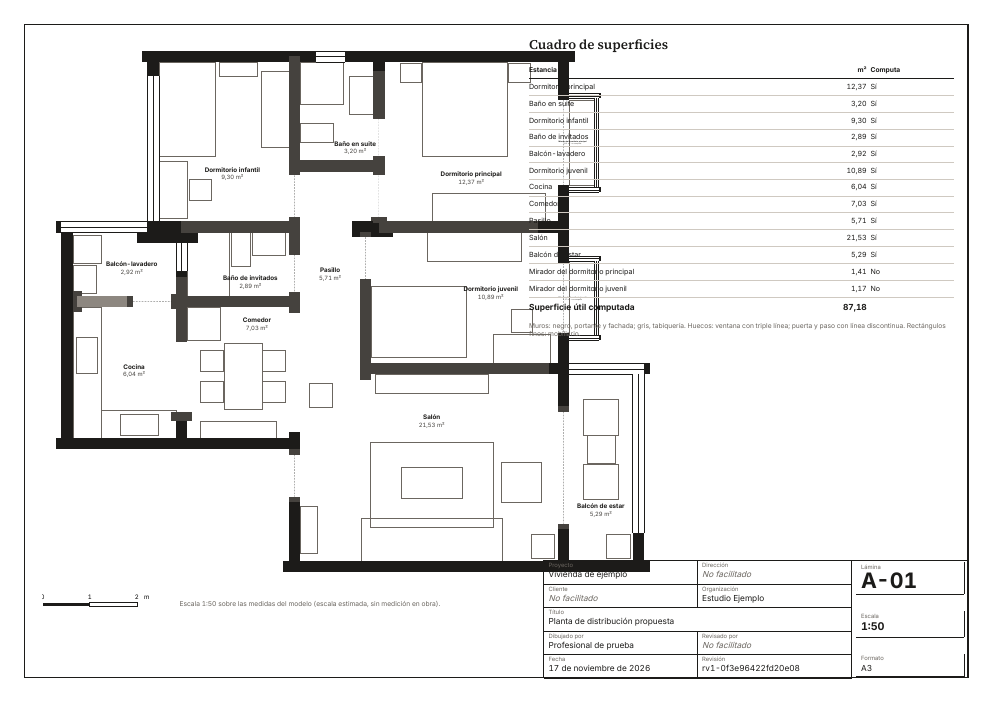 Cuadro de superficies
Estancia m² Computa
Dormitorio principal 12,37 Sí
Baño en suite 3,20 Sí
Dormitorio infantil 9,30 Sí
Baño de invitados 2,89 Sí
Balcón-lavadero 2,92 Sí
Dormitorio juvenil 10,89 Sí
Cocina 6,04 Sí
Comedor 7,03 Sí
Pasillo 5,71 Sí
Salón 21,53 Sí
Balcón de estar 5,29 Sí
Mirador del dormitorio principal 1,41 No
Mirador del dormitorio juvenil 1,17 No
Superficie útil computada 87,18
Muros: negro, portante y fachada; gris, tabiquería. Huecos: ventana con triple línea; puerta y paso con línea discontinua. Rectángulos
Baño en suite
3,20 m²
Dormitorio infantil
9,30 m²
Dormitorio principal
12,37 m²
Balcón-lavadero
2,92 m²
Baño de invitados
2,89 m²
Pasillo
5,71 m²
Dormitorio juvenil
10,89 m²
Comedor
7,03 m²
Cocina
6,04 m²
Salón
21,53 m²
Balcón de estar
5,29 m²
1 2 m
Escala 1:50 sobre las medidas del modelo (escala estimada, sin medición en obra).
Proyecto
Vivienda de ejemplo
Dirección
No facilitado
Cliente
No facilitado
Organización
Estudio Ejemplo
Título
Planta de distribución propuesta
Dibujado por
Profesional de prueba
Revisado por
No facilitado
Fecha
17 de noviembre de 2026
Revisión
rv1-0f3e96422fd20e08
Lámina
A-01
Escala
1:50
Formato
A3